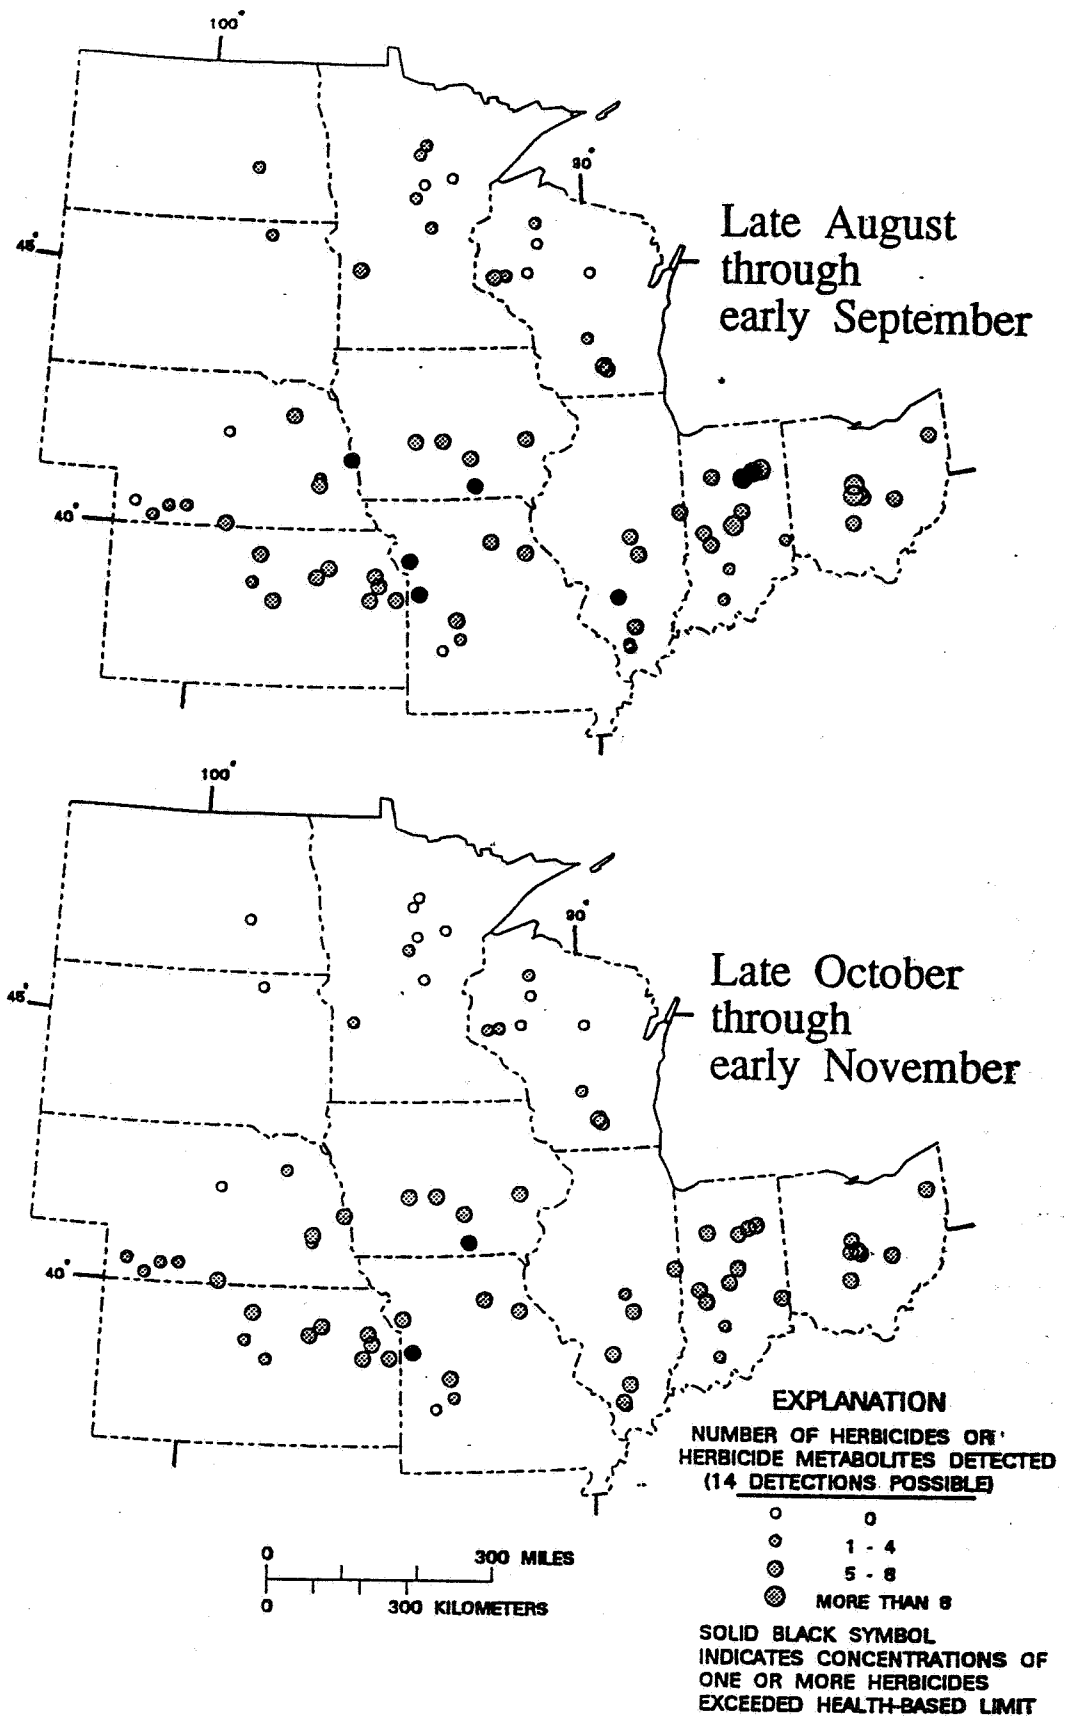 100°
90°
45°
Late August
through
early September
40°
100°
90°
45°
Late October
through
early November
40°
EXPLANATION
NUMBER OF HERBICIDES OR
HERBICIDE METABOLITES DETECTED
(14 DETECTIONS POSSIBLE)
0
1 - 4
5 - 8
MORE THAN 8
0 300 MILES
0 300 KILOMETERS
SOLID BLACK SYMBOL
INDICATES CONCENTRATIONS OF
ONE OR MORE HERBICIDES
EXCEEDED HEALTH-BASED LIMIT